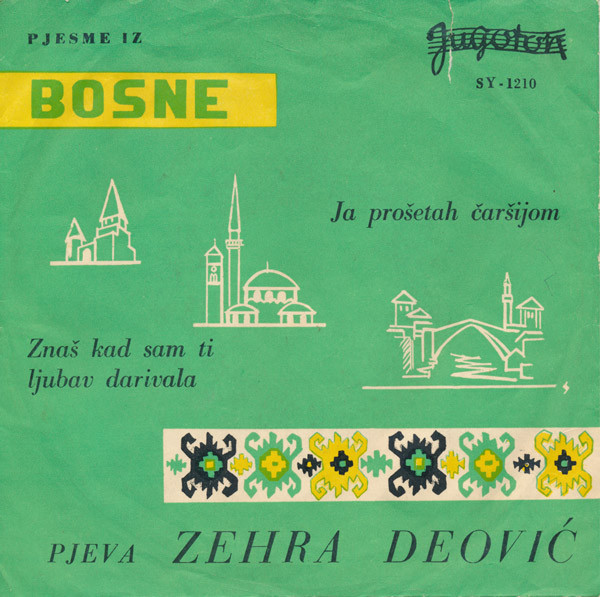 PJESME IZ
BOSNE
Jugoton
SY-1210
Ja prošetah čaršijom
Znaš kad sam ti
ljubav darivala
PJEVA ZEHRA DEOVIĆ